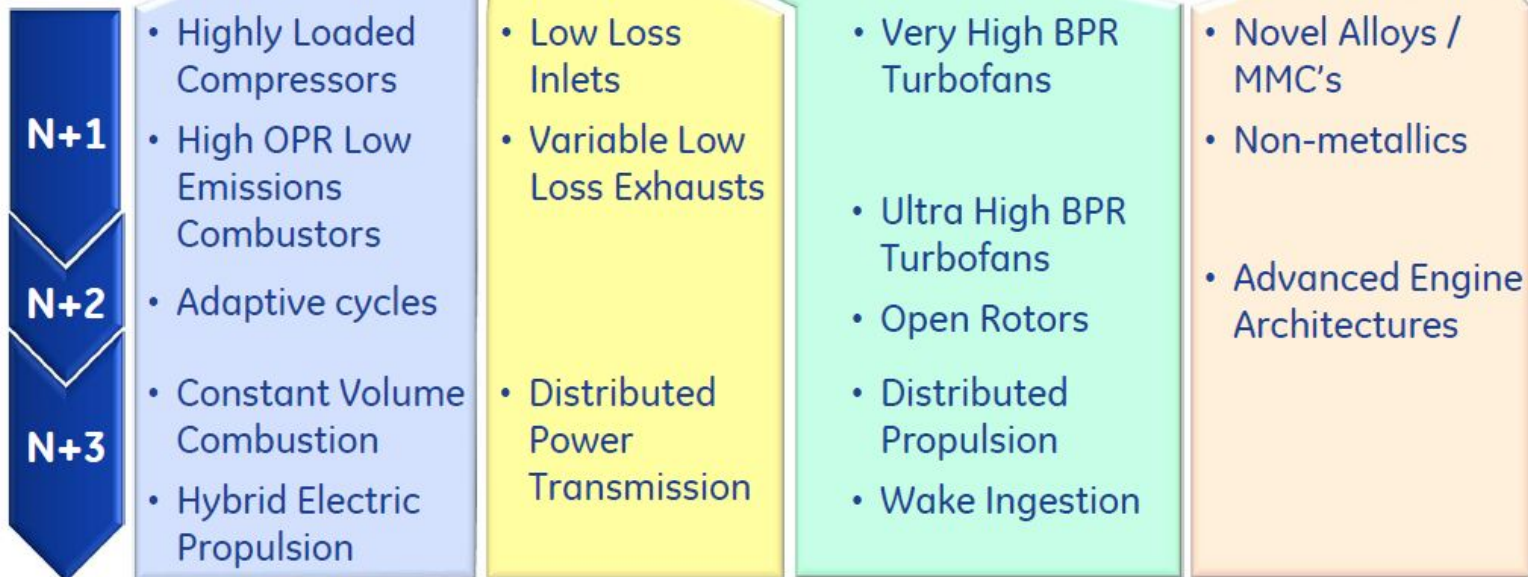 N+1
N+2
N+3
• Highly Loaded
Compressors
• High OPR Low
Emissions
Combustors
• Adaptive cycles
• Constant Volume
Combustion
• Hybrid Electric
Propulsion
• Low Loss
Inlets
• Variable Low
Loss Exhausts
• Distributed
Power
Transmission
• Very High BPR
Turbofans
• Ultra High BPR
Turbofans
• Open Rotors
• Distributed
Propulsion
• Wake Ingestion
• Novel Alloys /
MMC's
• Non-metallics
• Advanced Engine
Architectures